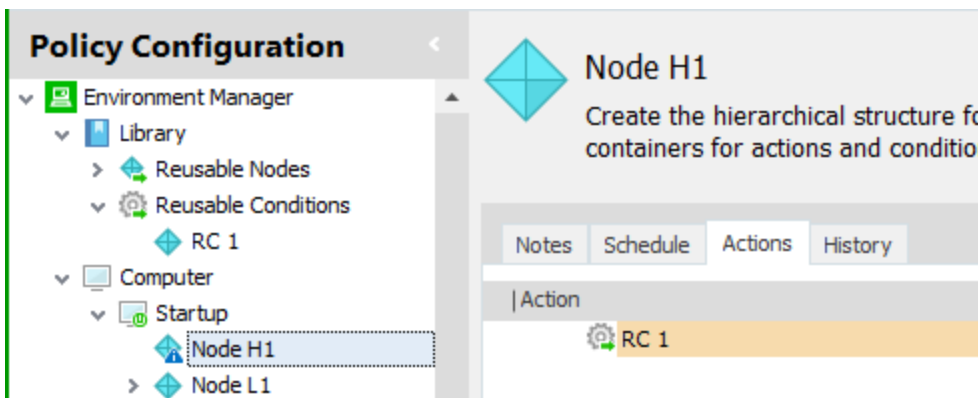 Policy Configuration
Environment Manager
Library
Reusable Nodes
Reusable Conditions
RC 1
Computer
Startup
Node H1
Node L1
Node H1
Create the hierarchical structure fo
containers for actions and conditio
Notes Schedule Actions History
Action
RC 1